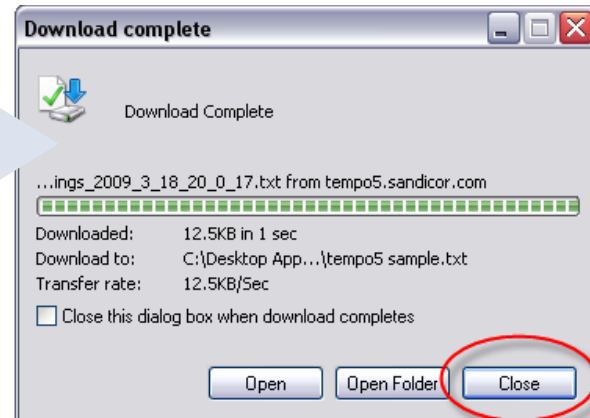 Download complete
Download Complete
...ings_2009_3_18_20_0_17.txt from tempo5.sandicor.com
Downloaded: 12.5KB in 1 sec
Download to: C:\Desktop App...\tempo5 sample.txt
Transfer rate: 12.5KB/Sec
Close this dialog box when download completes
Open Open Folder Close